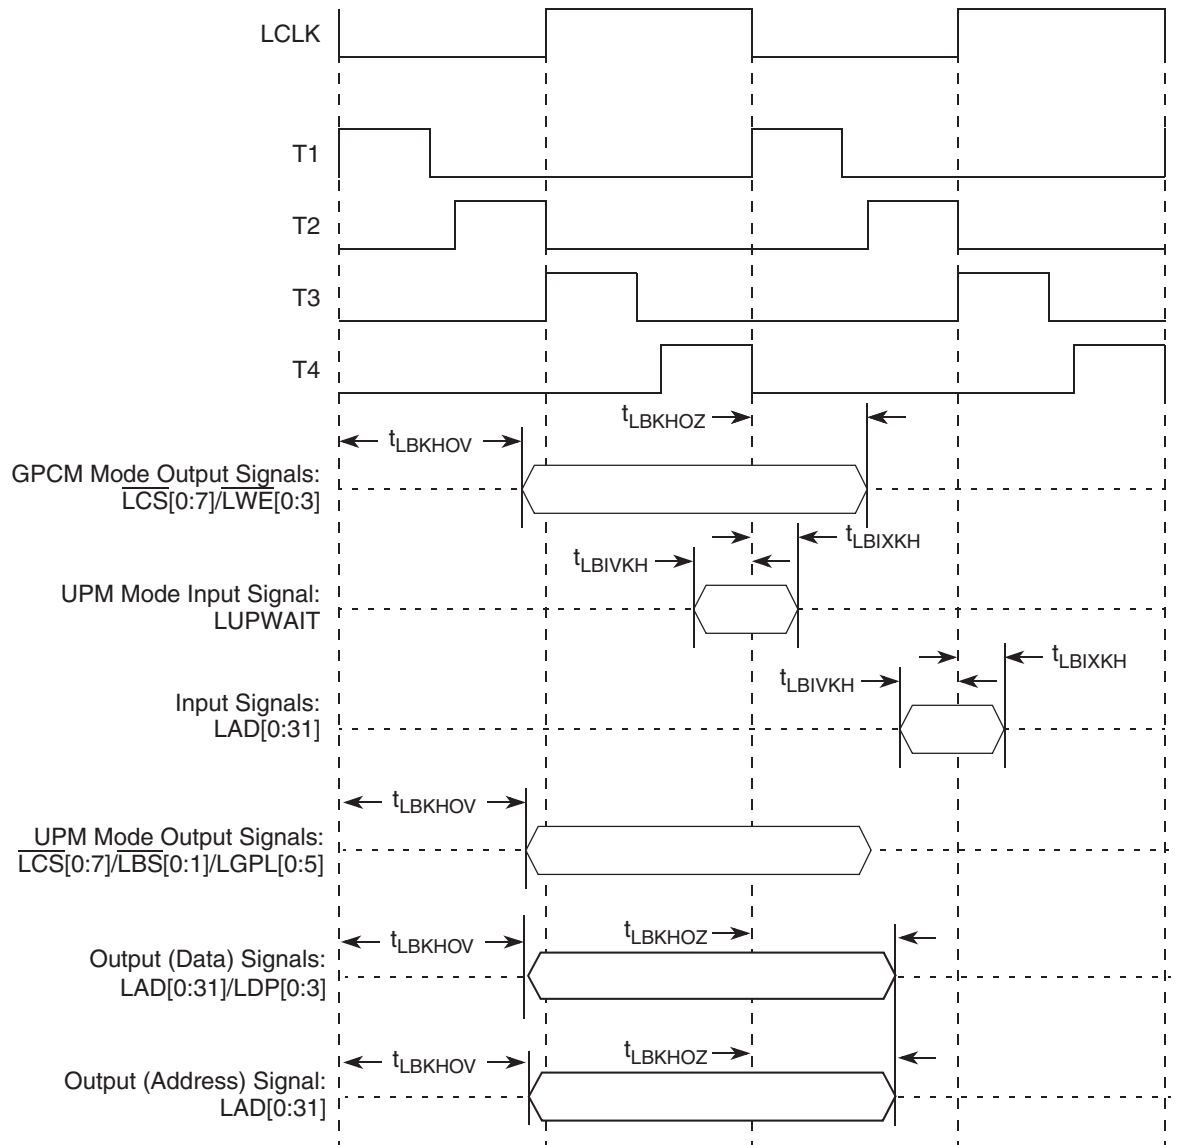 LCLK
T1
T2
T3
T4
tLBKHOZ
tLBKHOV
GPCM Mode Output Signals:
LCS[0:7]/LWE[0:3]
tLBIXKH
tLBIVKH
UPM Mode Input Signal:
LUPWAIT
tLBIXKH
tLBIVKH
Input Signals:
LAD[0:31]
tLBKHOV
UPM Mode Output Signals:
LCS[0:7]/LBS[0:1]/LGPL[0:5]
tLBKHOZ
tLBKHOV
Output (Data) Signals:
LAD[0:31]/LDP[0:3]
tLBKHOZ
tLBKHOV
Output (Address) Signal:
LAD[0:31]